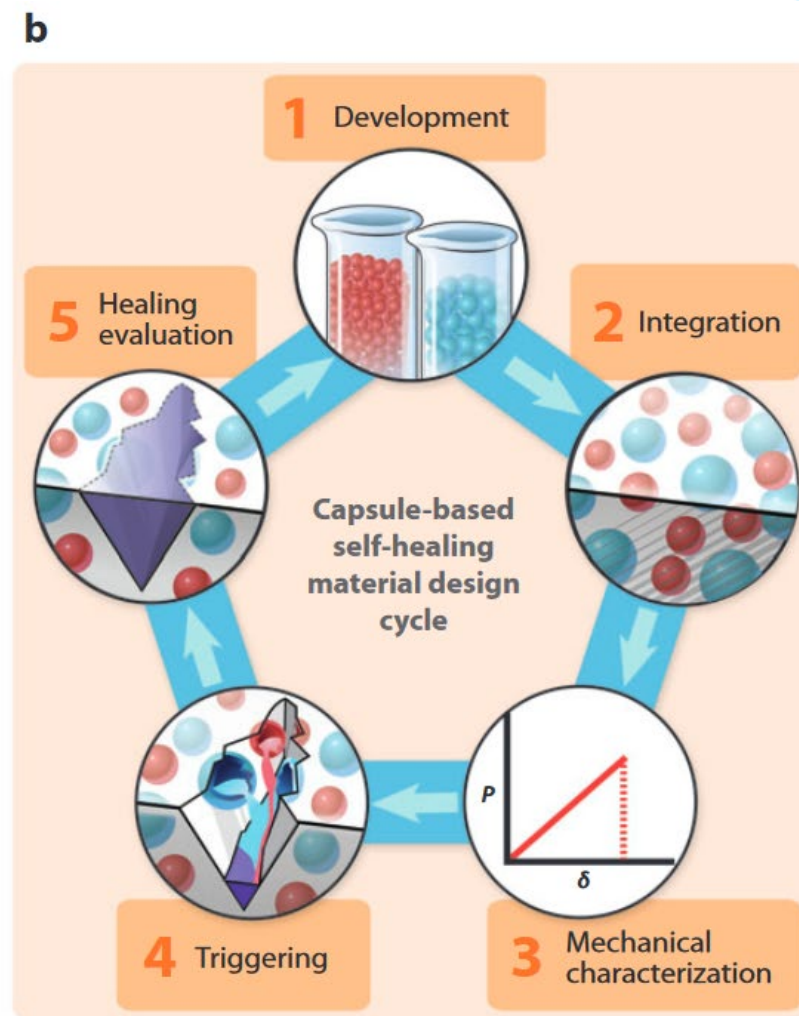 b
1 Development
2 Integration
3 Mechanical
characterization
4 Triggering
5 Healing
evaluation
Capsule-based
self-healing
material design
cycle
P
δ